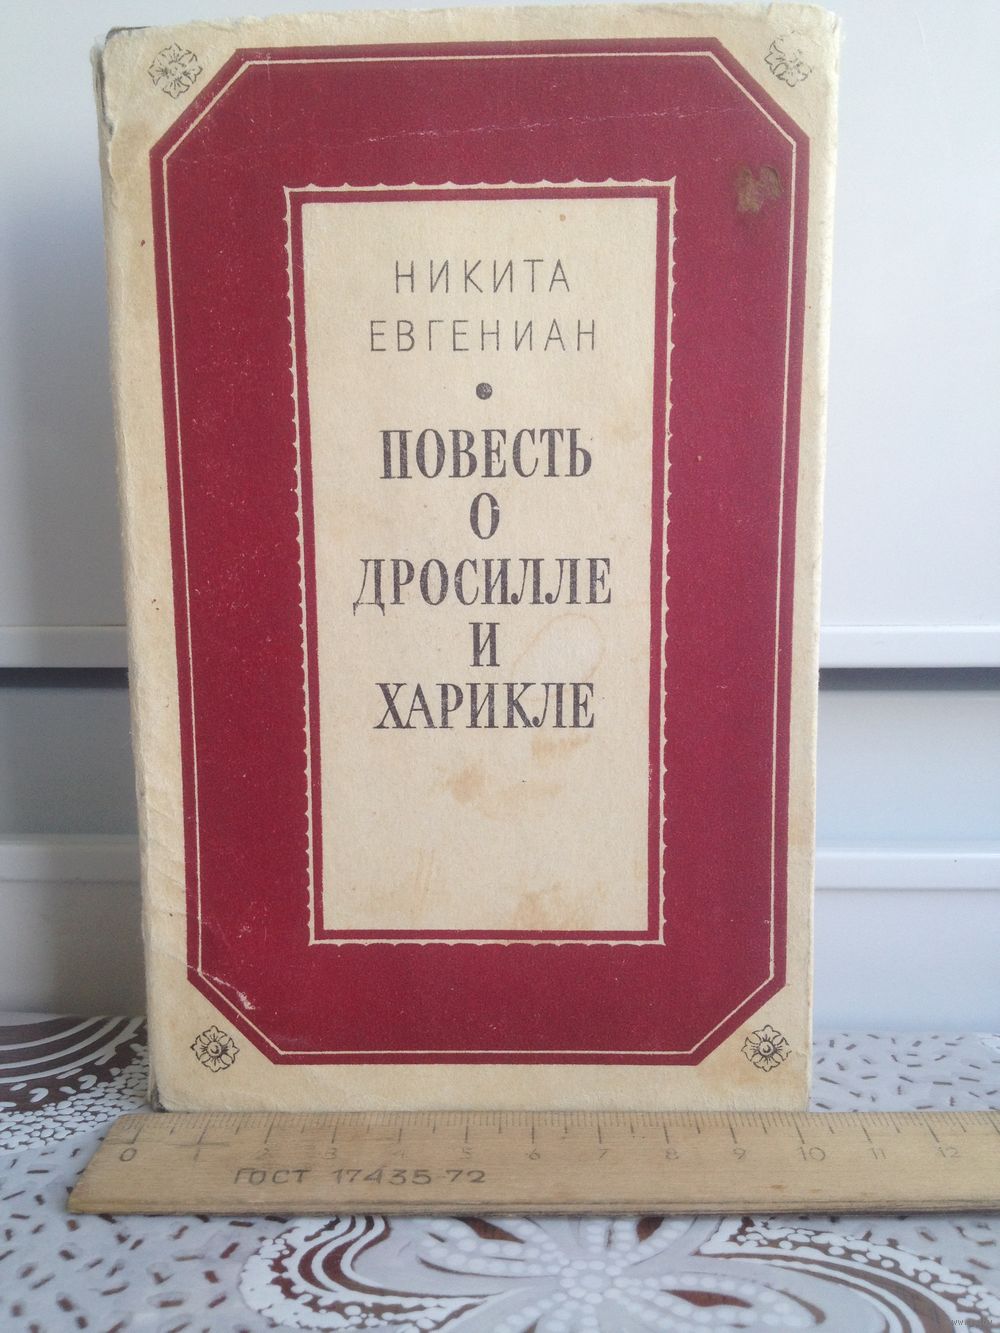 НИКИТА
ЕВГЕНИАН
ПОВЕСТЬ
О
ДРОСИЛЛЕ
И
ХАРИКЛЕ
0 1 2 3 4 5 6 7 8 9 10 11 12
ГОСТ 17435-72